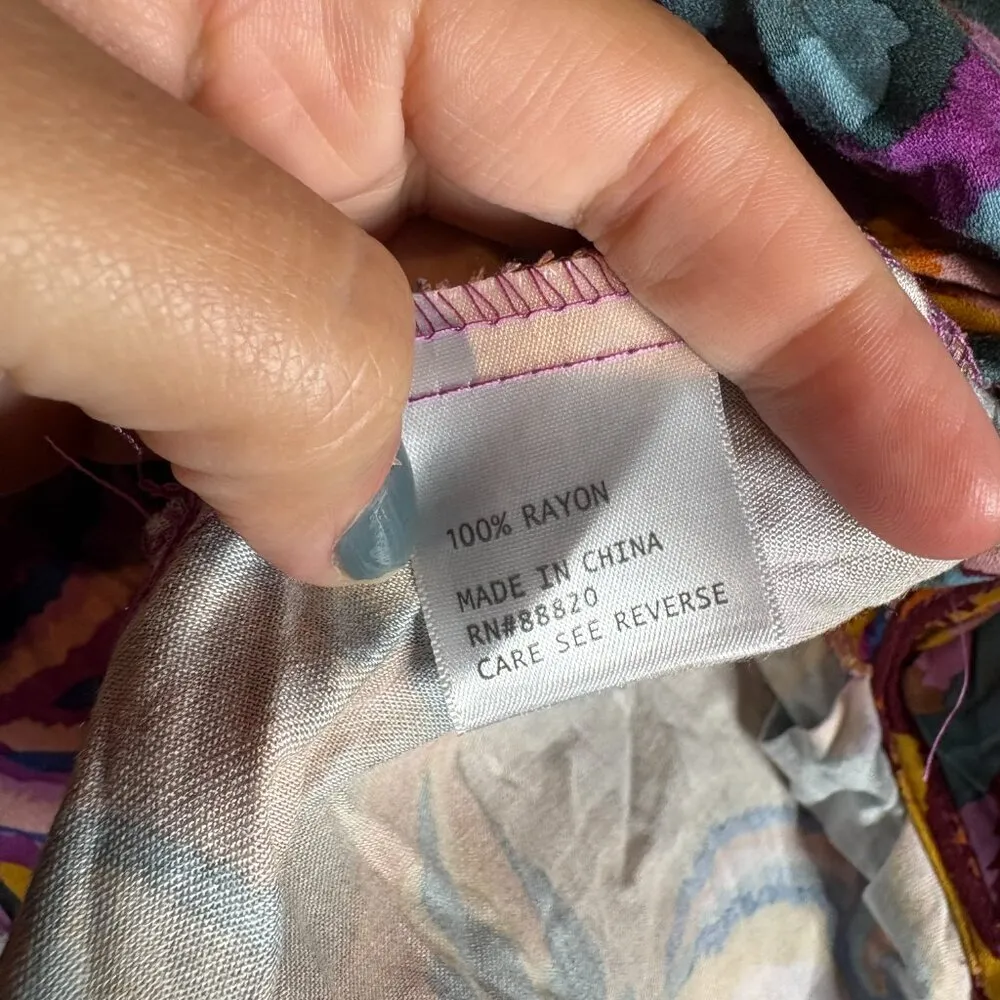 100% RAYON
MADE IN CHINA
RN#88820
CARE SEE REVERSE